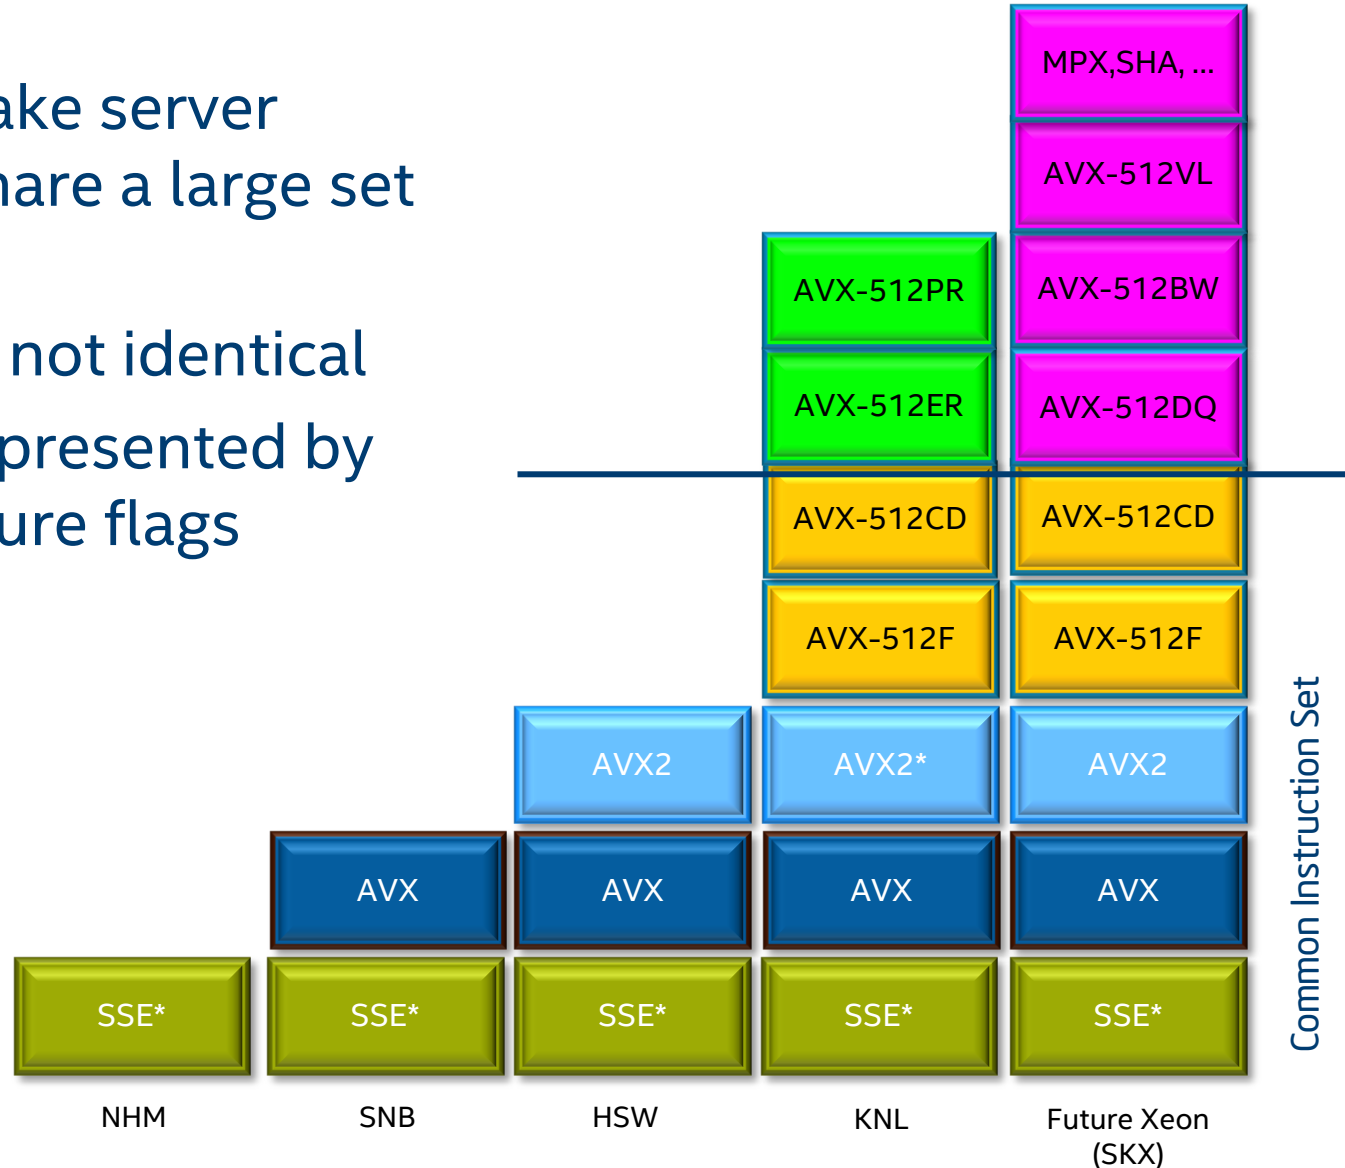 ake server
hare a large set
not identical
presented by
ure flags
MPX,SHA, ...
AVX-512VL
AVX-512PR
AVX-512BW
AVX-512ER
AVX-512DQ
AVX-512CD
AVX-512CD
AVX-512F
AVX-512F
AVX2
AVX2*
AVX2
AVX
AVX
AVX
AVX
SSE*
SSE*
SSE*
SSE*
SSE*
Common Instruction Set
NHM
SNB
HSW
KNL
Future Xeon
(SKX)